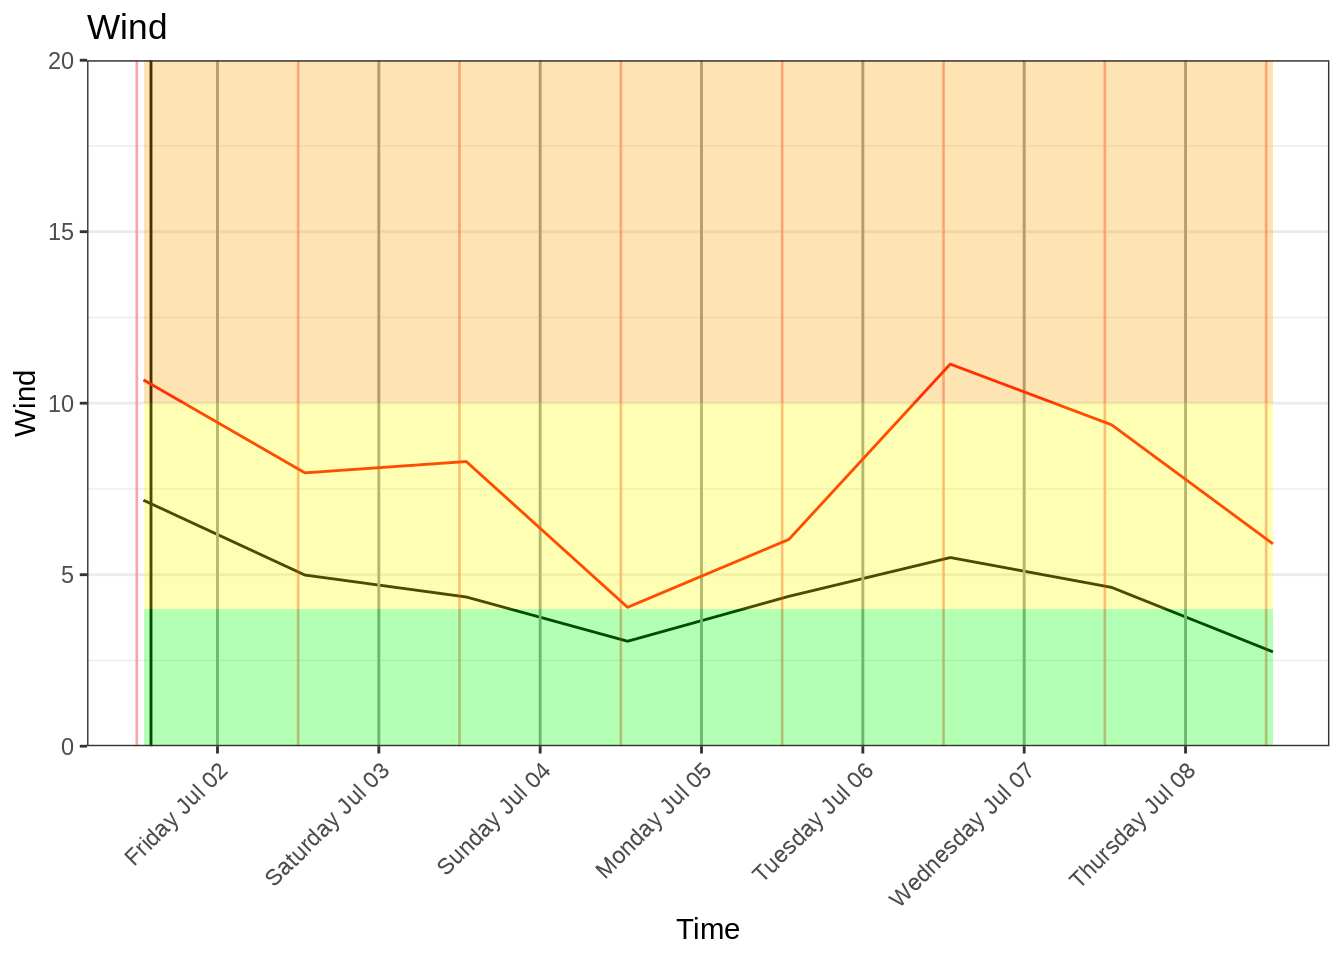 Wind
20
15
10
5
0
Wind
Friday Jul 02
Saturday Jul 03
Sunday Jul 04
Monday Jul 05
Tuesday Jul 06
Wednesday Jul 07
Thursday Jul 08
Time